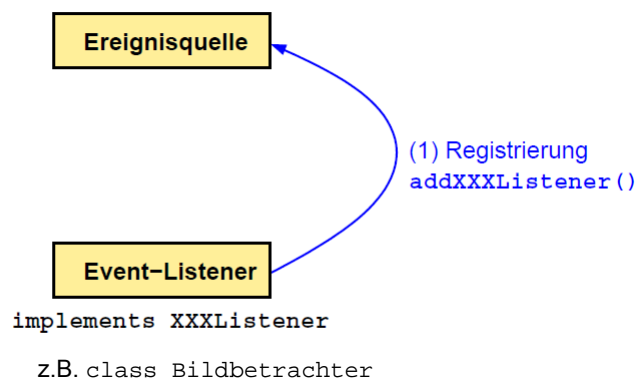 Ereignisquelle
(1) Registrierung
addXXXListener()
Event-Listener
implements XXXListener
z.B. class Bildbetrachter